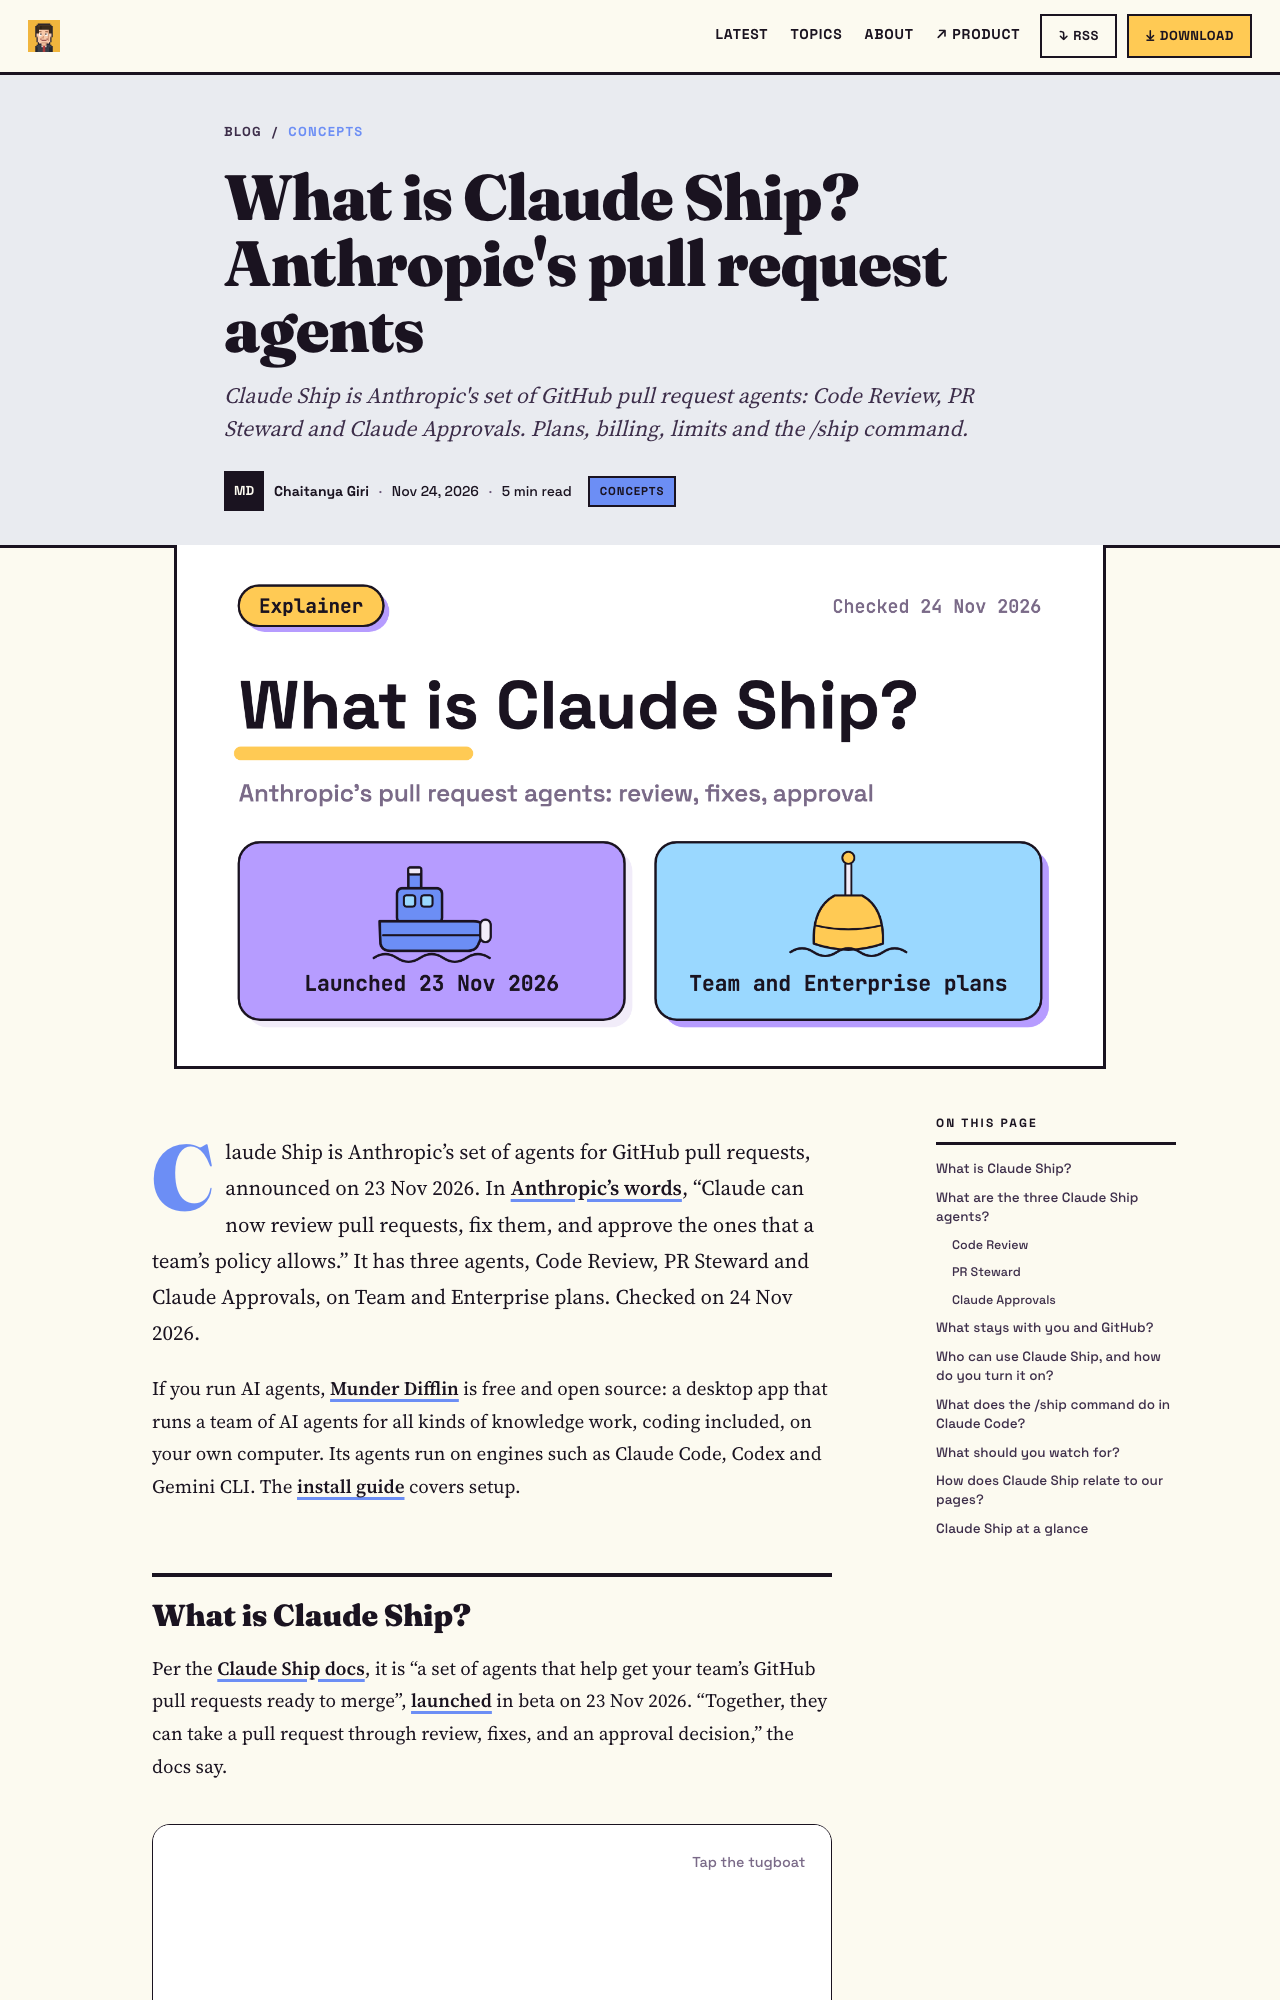 LATEST TOPICS ABOUT ↗ PRODUCT ⤵ RSS ⤓ DOWNLOAD
BLOG / CONCEPTS
What is Claude Ship?
Anthropic's pull request
agents
Claude Ship is Anthropic's set of GitHub pull request agents: Code Review, PR
Steward and Claude Approvals. Plans, billing, limits and the /ship command.
MD Chaitanya Giri · Nov 24, 2026 · 5 min read CONCEPTS
Explainer
Checked 24 Nov 2026
What is Claude Ship?
Anthropic’s pull request agents: review, fixes, approval
Launched 23 Nov 2026
Team and Enterprise plans
Claude Ship is Anthropic’s set of agents for GitHub pull requests,
announced on 23 Nov 2026. In Anthropic’s words, “Claude can
now review pull requests, fix them, and approve the ones that a
team’s policy allows.” It has three agents, Code Review, PR Steward and
Claude Approvals, on Team and Enterprise plans. Checked on 24 Nov
2026.
If you run AI agents, Munder Difflin is free and open source: a desktop app that
runs a team of AI agents for all kinds of knowledge work, coding included, on
your own computer. Its agents run on engines such as Claude Code, Codex and
Gemini CLI. The install guide covers setup.
ON THIS PAGE
What is Claude Ship?
What are the three Claude Ship
agents?
Code Review
PR Steward
Claude Approvals
What stays with you and GitHub?
Who can use Claude Ship, and how
do you turn it on?
What does the /ship command do in
Claude Code?
What should you watch for?
How does Claude Ship relate to our
pages?
Claude Ship at a glance
What is Claude Ship?
Per the Claude Ship docs, it is “a set of agents that help get your team’s GitHub
pull requests ready to merge”, launched in beta on 23 Nov 2026. “Together, they
can take a pull request through review, fixes, and an approval decision,” the
docs say.
Tap the tugboat